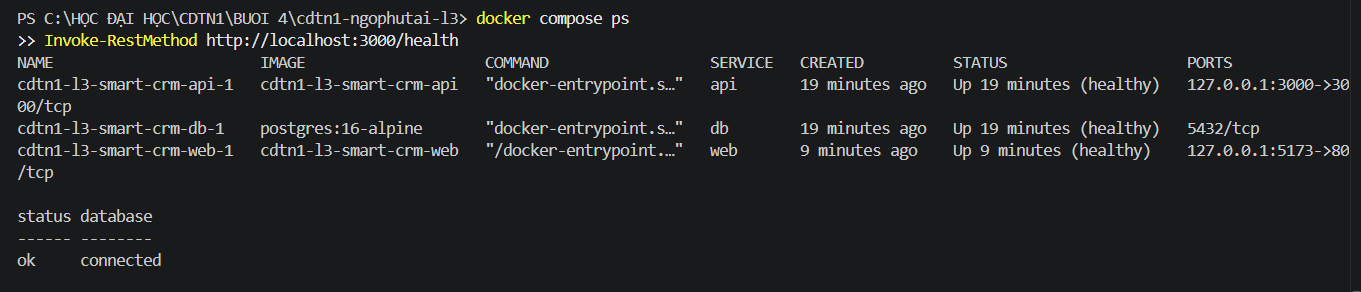 PS C:\HỌC ĐẠI HỌC\CDTN1\BUOI 4\cdtn1-ngophutai-l3> docker compose ps
>> Invoke-RestMethod http://localhost:3000/health
NAME                      IMAGE                   COMMAND                  SERVICE   CREATED          STATUS                    PORTS
cdtn1-l3-smart-crm-api-1   cdtn1-l3-smart-crm-api   "docker-entrypoint.s…"   api       19 minutes ago   Up 19 minutes (healthy)   127.0.0.1:3000->30
00/tcp
cdtn1-l3-smart-crm-db-1    postgres:16-alpine       "docker-entrypoint.s…"   db        19 minutes ago   Up 19 minutes (healthy)   5432/tcp
cdtn1-l3-smart-crm-web-1   cdtn1-l3-smart-crm-web   "/docker-entrypoint.…"   web       9 minutes ago    Up 9 minutes (healthy)    127.0.0.1:5173->80
/tcp
status database
------ --------
ok     connected